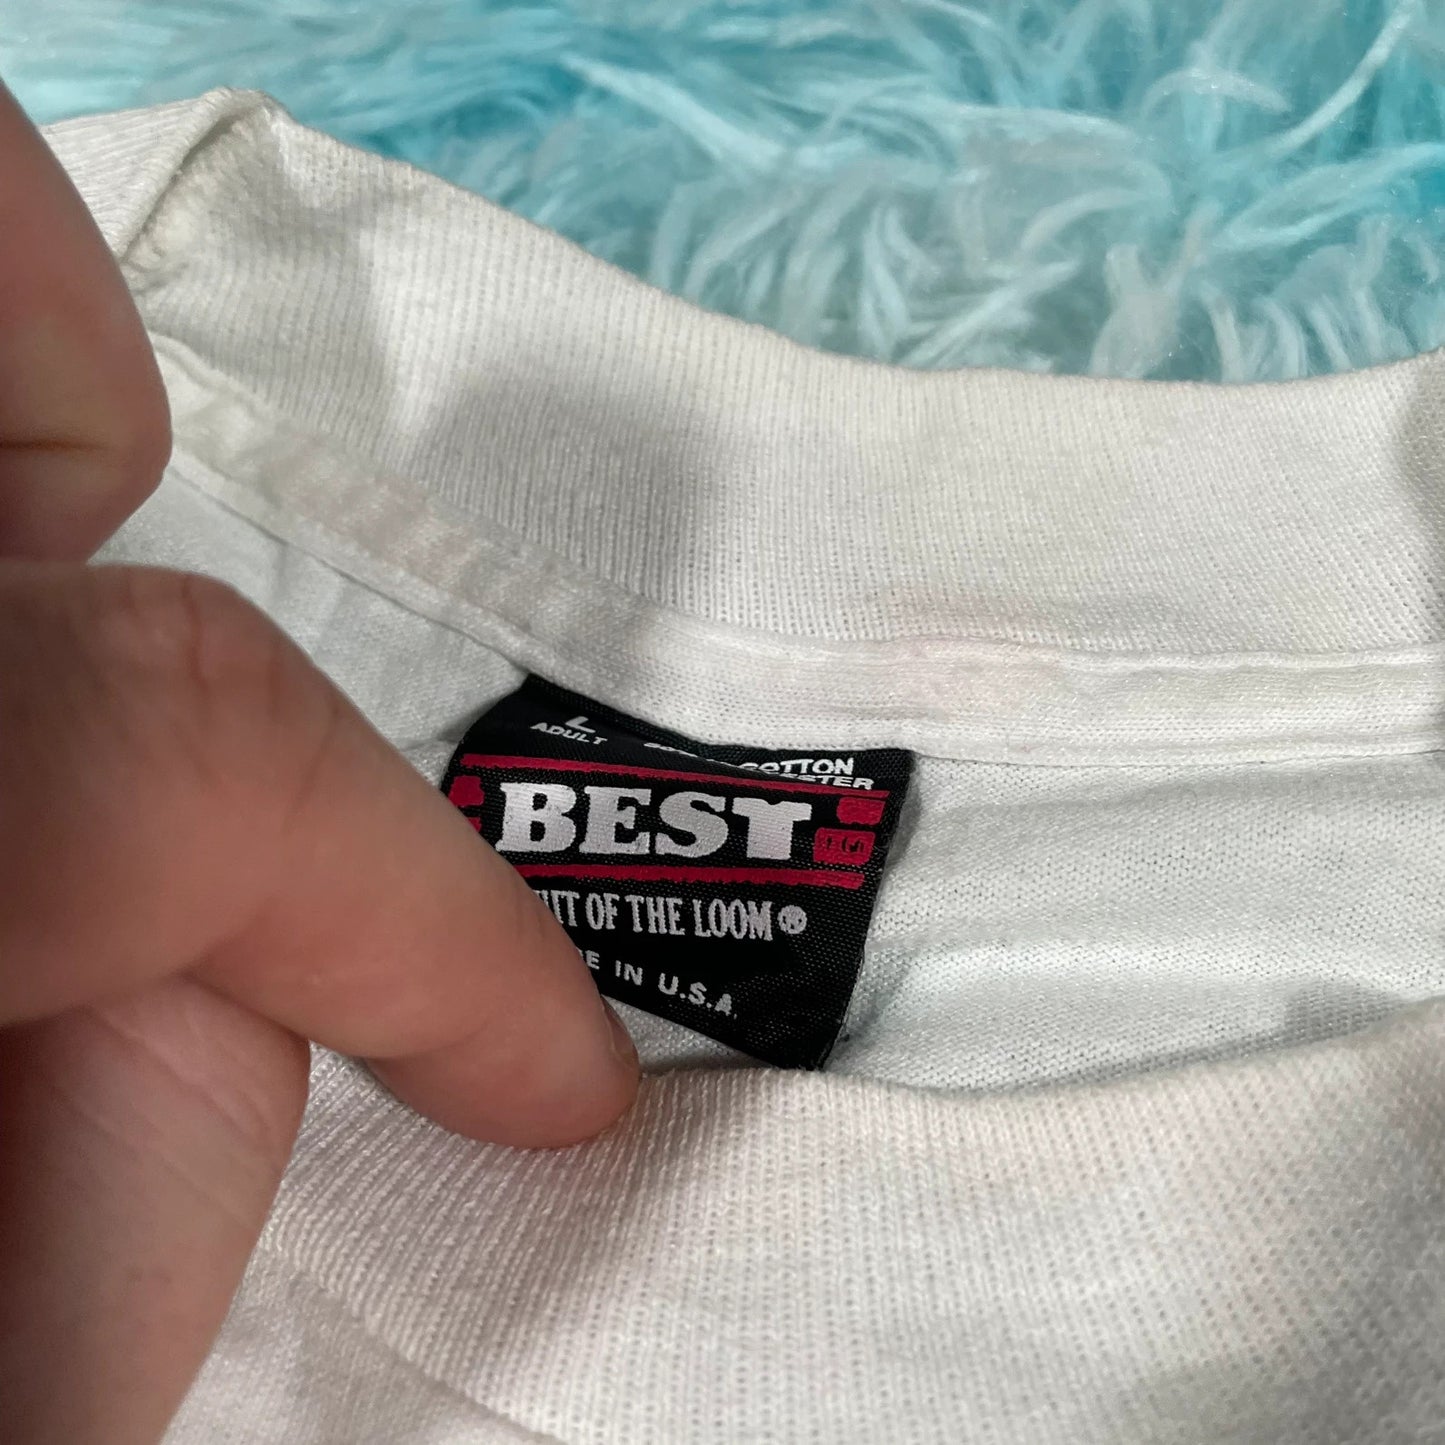 L
ADULT
COTTON
BEST
OF THE LOOM®
IN U.S.A.